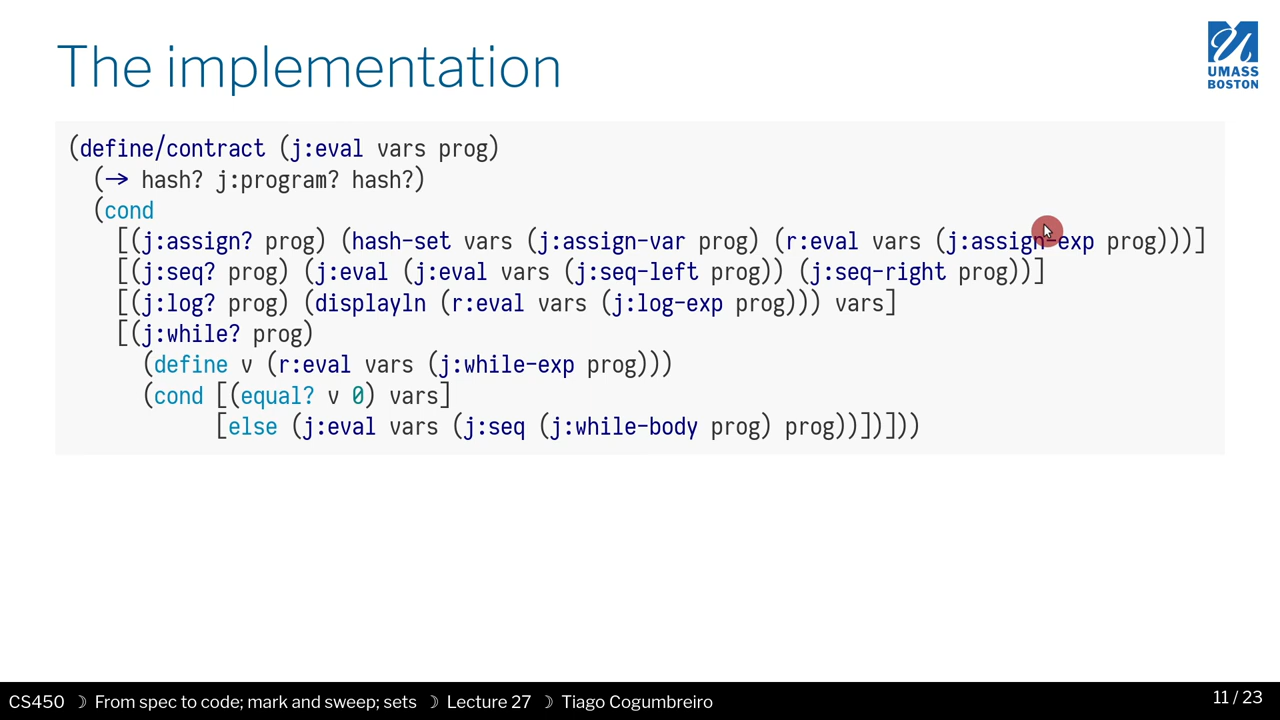 The implementation
UMASS
BOSTON
(define/contract (j:eval vars prog)
  (→ hash? j:program? hash?)
  (cond
    [(j:assign? prog) (hash-set vars (j:assign-var prog) (r:eval vars (j:assign-exp prog)))]
    [(j:seq? prog) (j:eval (j:eval vars (j:seq-left prog)) (j:seq-right prog))]
    [(j:log? prog) (displayln (r:eval vars (j:log-exp prog))) vars]
    [(j:while? prog)
      (define v (r:eval vars (j:while-exp prog)))
      (cond [(equal? v 0) vars]
            [else (j:eval vars (j:seq (j:while-body prog) prog))])]))
CS450 ☽ From spec to code; mark and sweep; sets ☽ Lecture 27 ☽ Tiago Cogumbreiro
11 / 23